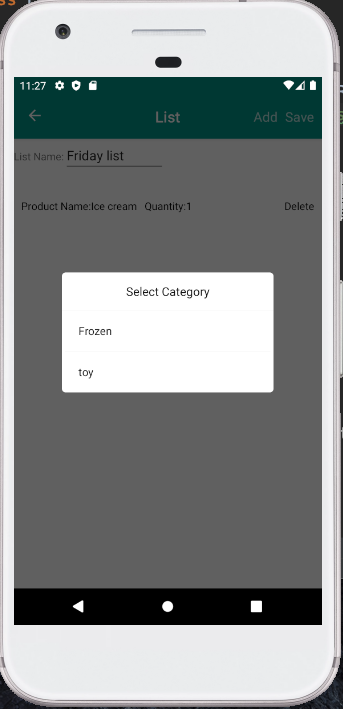 11:27
List Add Save
List Name: Friday list
Product Name:Ice cream Quantity:1 Delete
Select Category
Frozen
toy